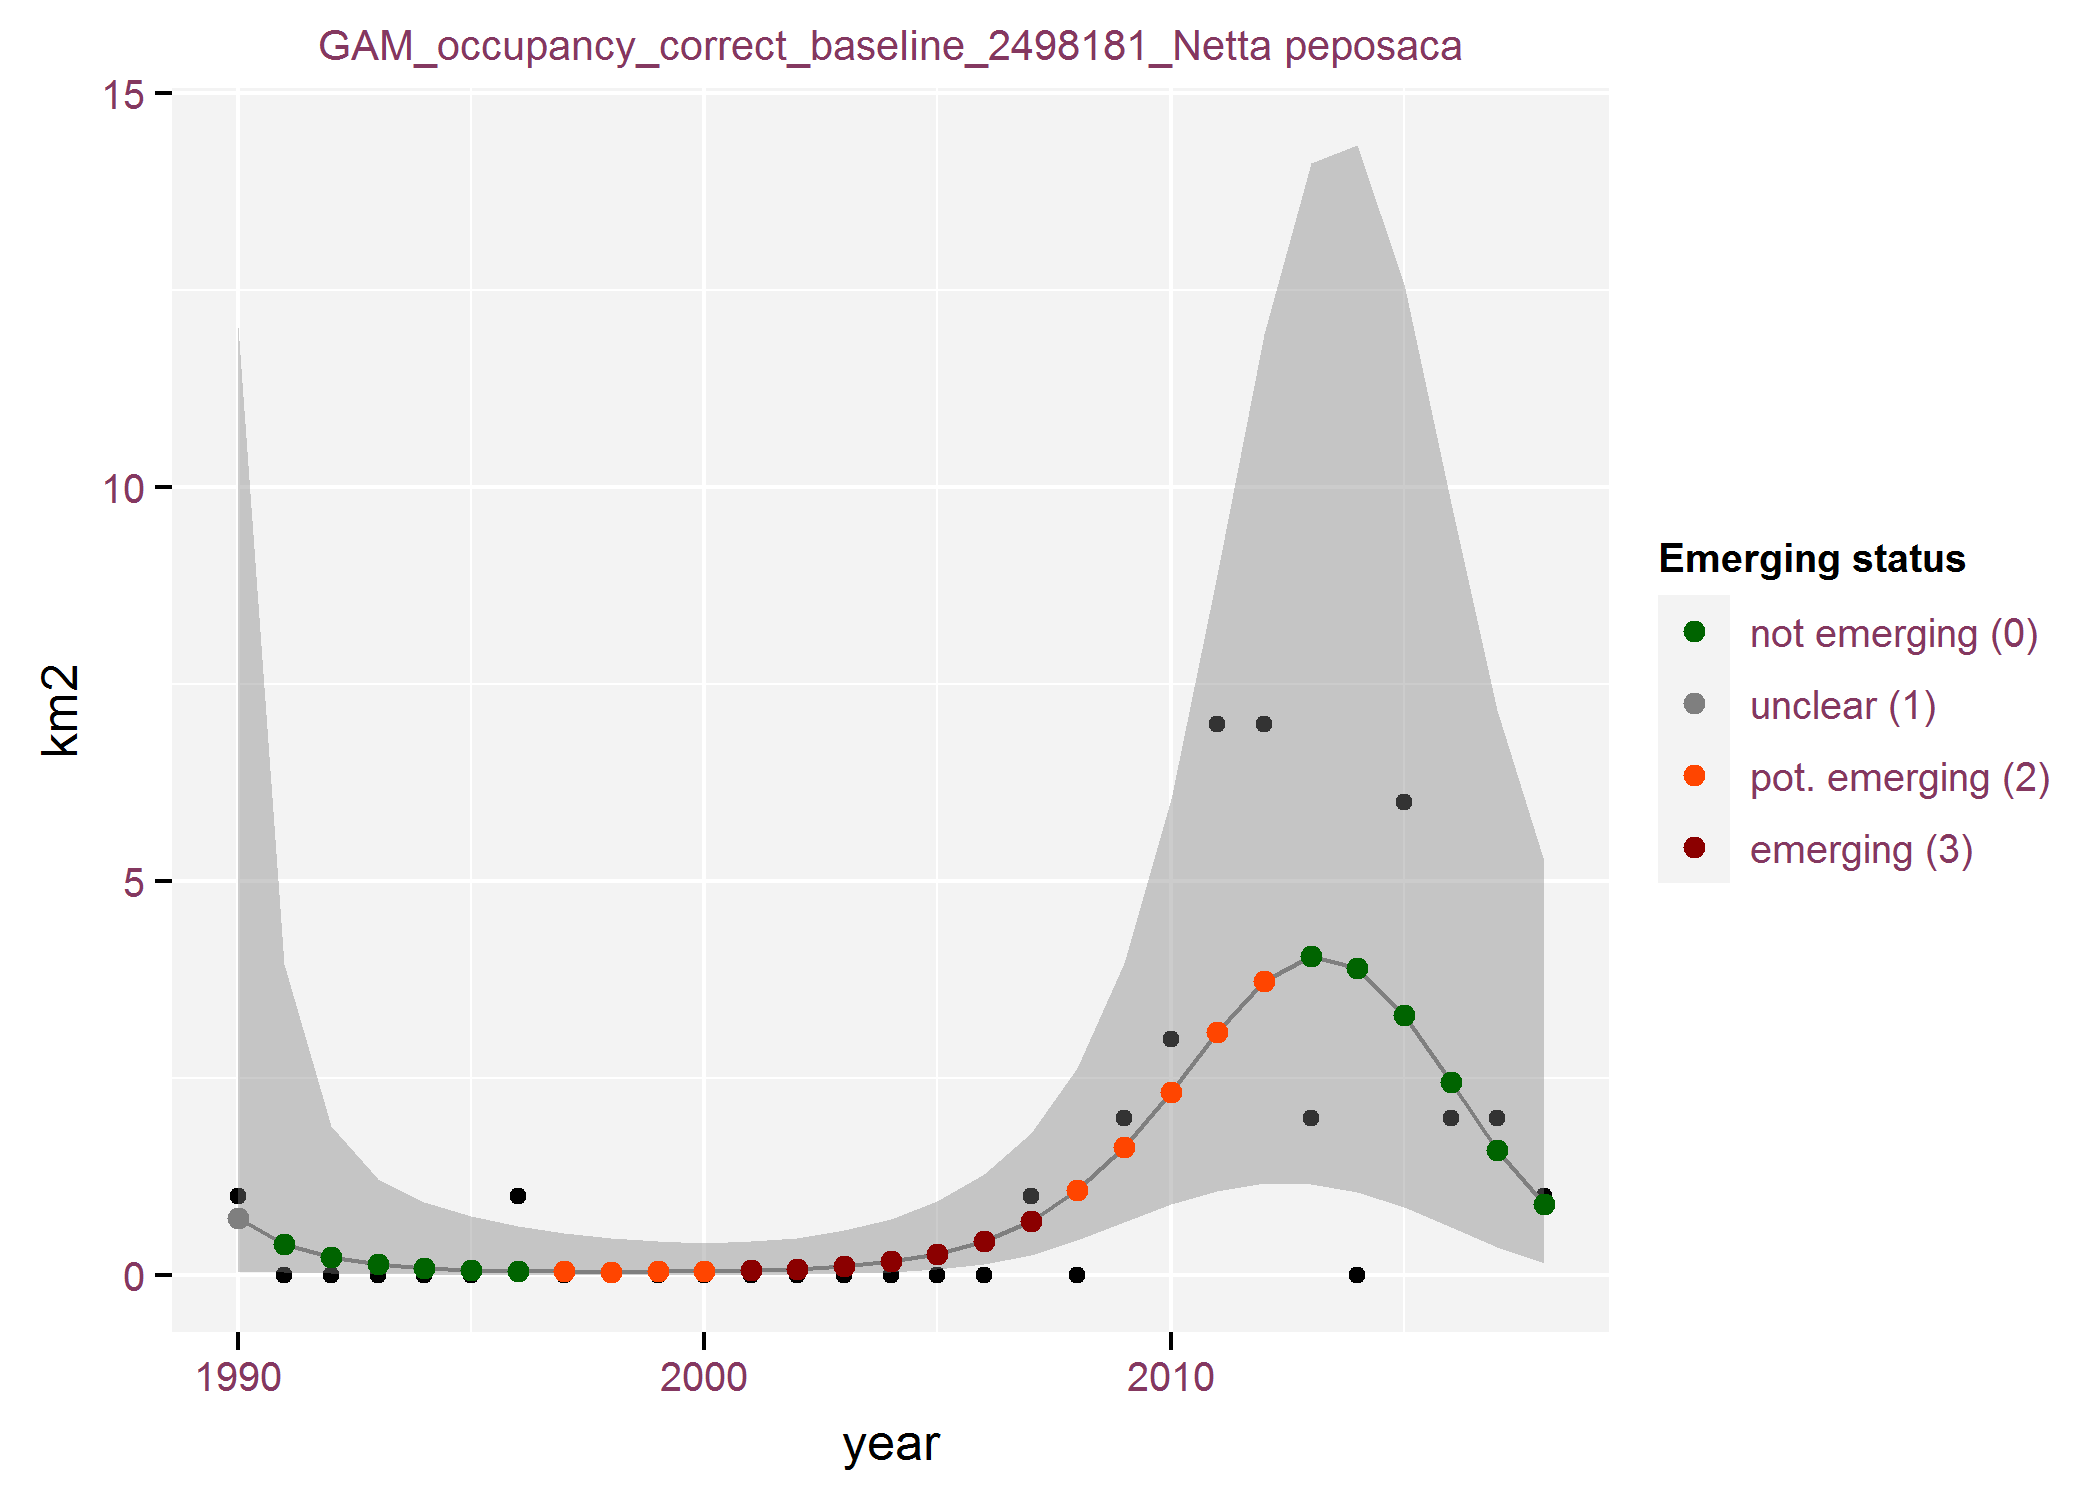 GAM_occupancy_correct_baseline_2498181_Netta peposaca
15
10
5
0
km2
1990 2000 2010
year
Emerging status
not emerging (0)
unclear (1)
pot. emerging (2)
emerging (3)